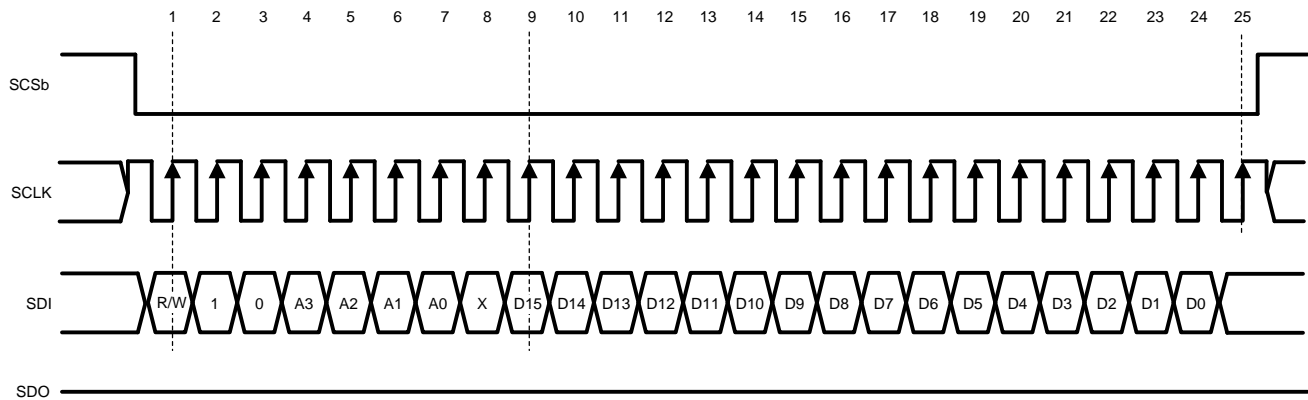 1 2 3 4 5 6 7 8 9 10 11 12 13 14 15 16 17 18 19 20 21 22 23 24 25
SCSb
SCLK
SDI R/W 1 0 A3 A2 A1 A0 X D15 D14 D13 D12 D11 D10 D9 D8 D7 D6 D5 D4 D3 D2 D1 D0
SDO